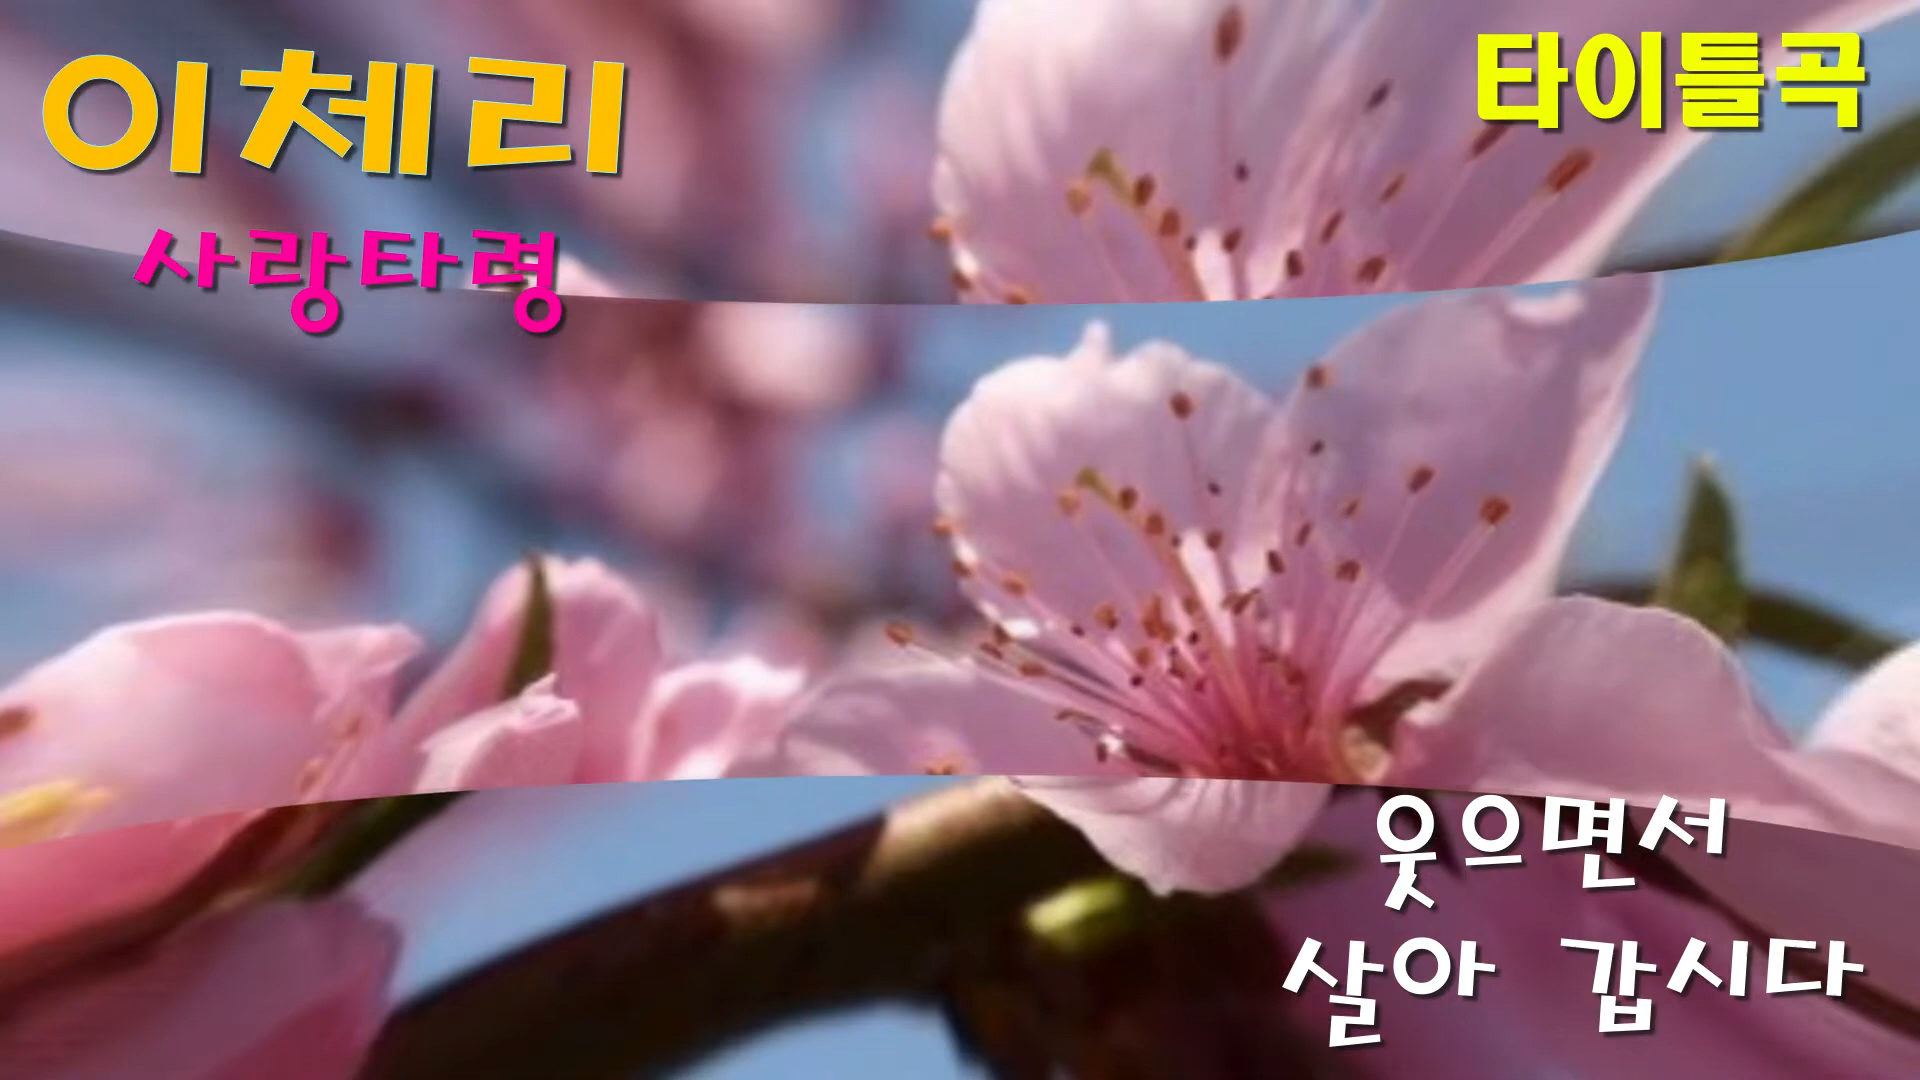 이체리
타이틀곡
사랑타령
웃으면서
살아 갑시다